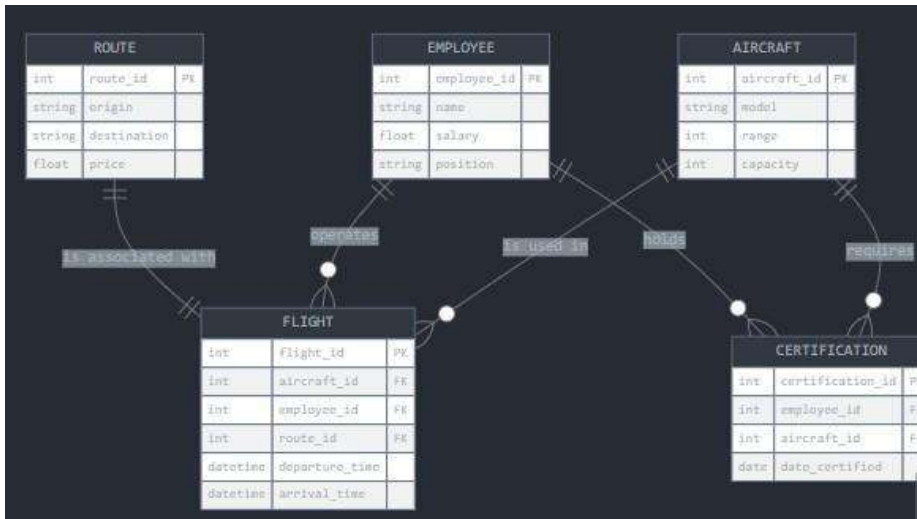 ROUTE
int route_id PK
string origin
string destination
float price
EMPLOYEE
int employee_id PK
string name
float salary
string position
AIRCRAFT
int aircraft_id PK
string model
int range
int capacity
is associated with
operates
is used in
holds
requires
FLIGHT
int flight_id PK
int aircraft_id FK
int employee_id FK
int route_id FK
datetime departure_time
datetime arrival_time
CERTIFICATION
int certification_id P
int employee_id F
int aircraft_id F
date date_certified